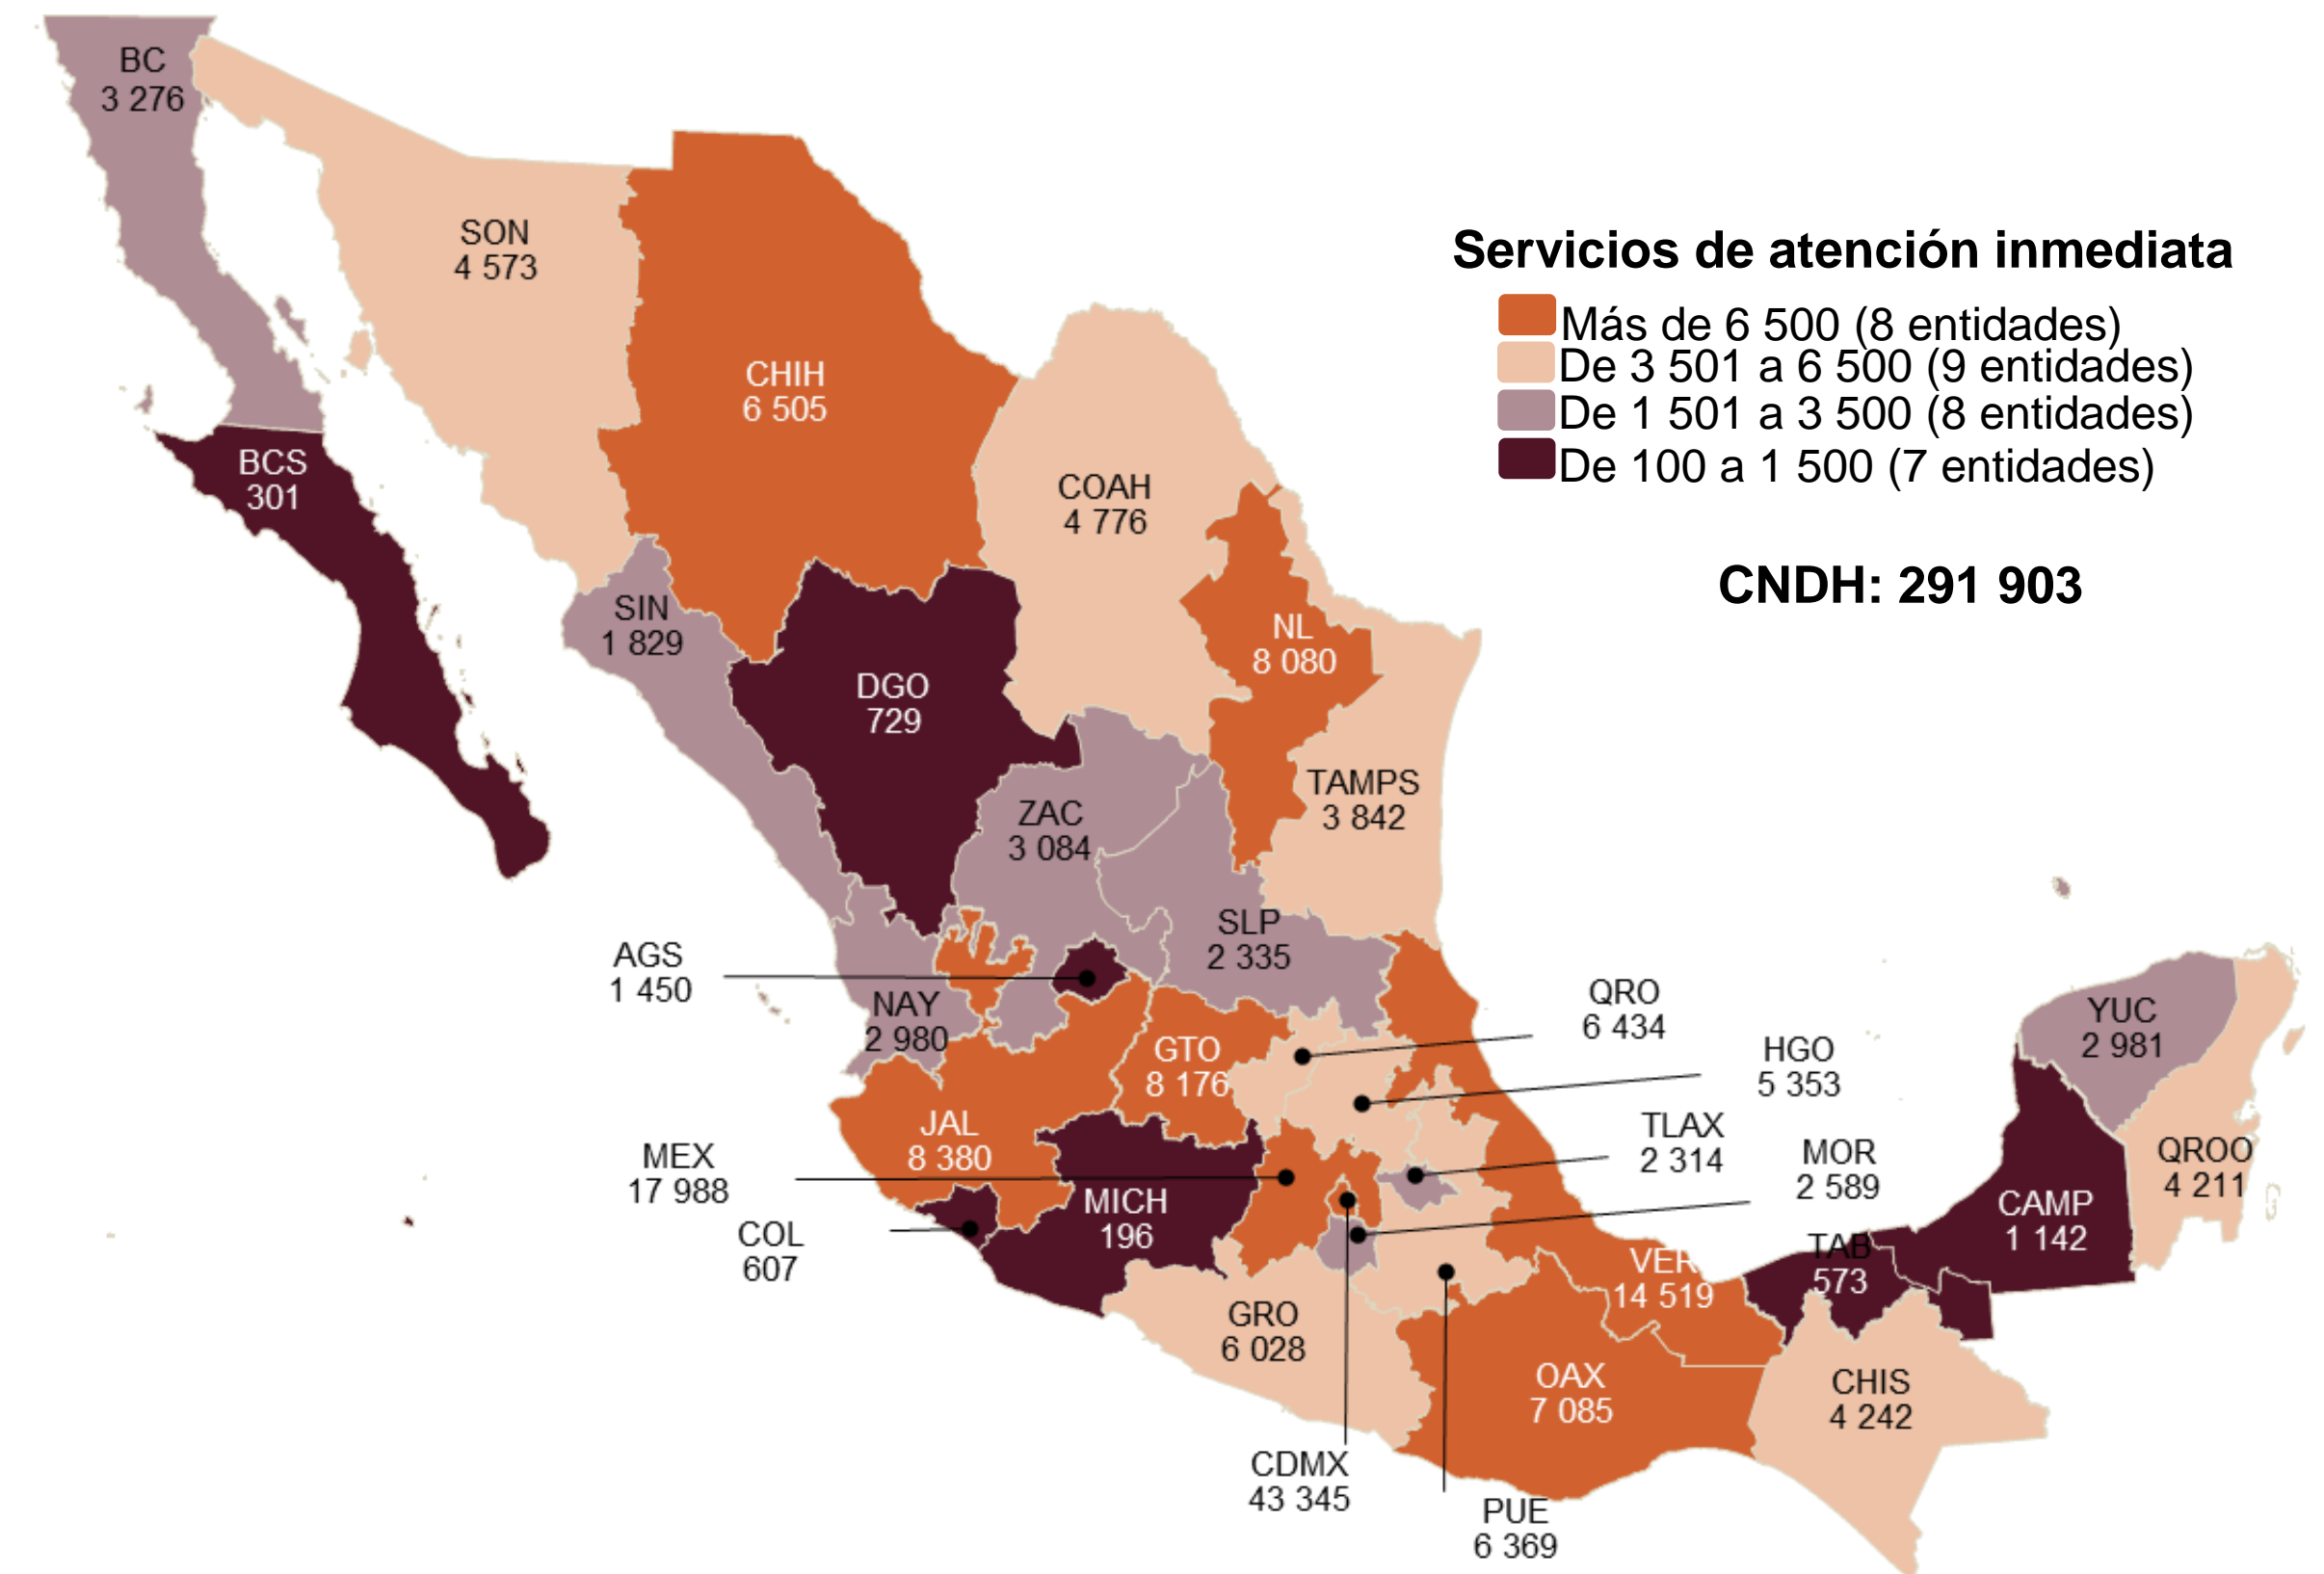 BC
3 276
SON
4 573
CHIH
6 505
Servicios de atención inmediata
Más de 6 500 (8 entidades)
De 3 501 a 6 500 (9 entidades)
De 1 501 a 3 500 (8 entidades)
De 100 a 1 500 (7 entidades)
CNDH: 291 903
BCS
301
COAH
4 776
SIN
1 829
NL
8 080
DGO
729
TAMPS
3 842
ZAC
3 084
SLP
2 335
AGS
1 450
NAY
2 980
QRO
6 434
YUC
2 981
GTO
8 176
HGO
5 353
JAL
8 380
TLAX
2 314
MEX
17 988
MOR
2 589
QROO
4 211
MICH
196
CAMP
1 142
COL
607
TAB
573
VER
14 519
GRO
6 028
OAX
7 085
CHIS
4 242
CDMX
43 345
PUE
6 369